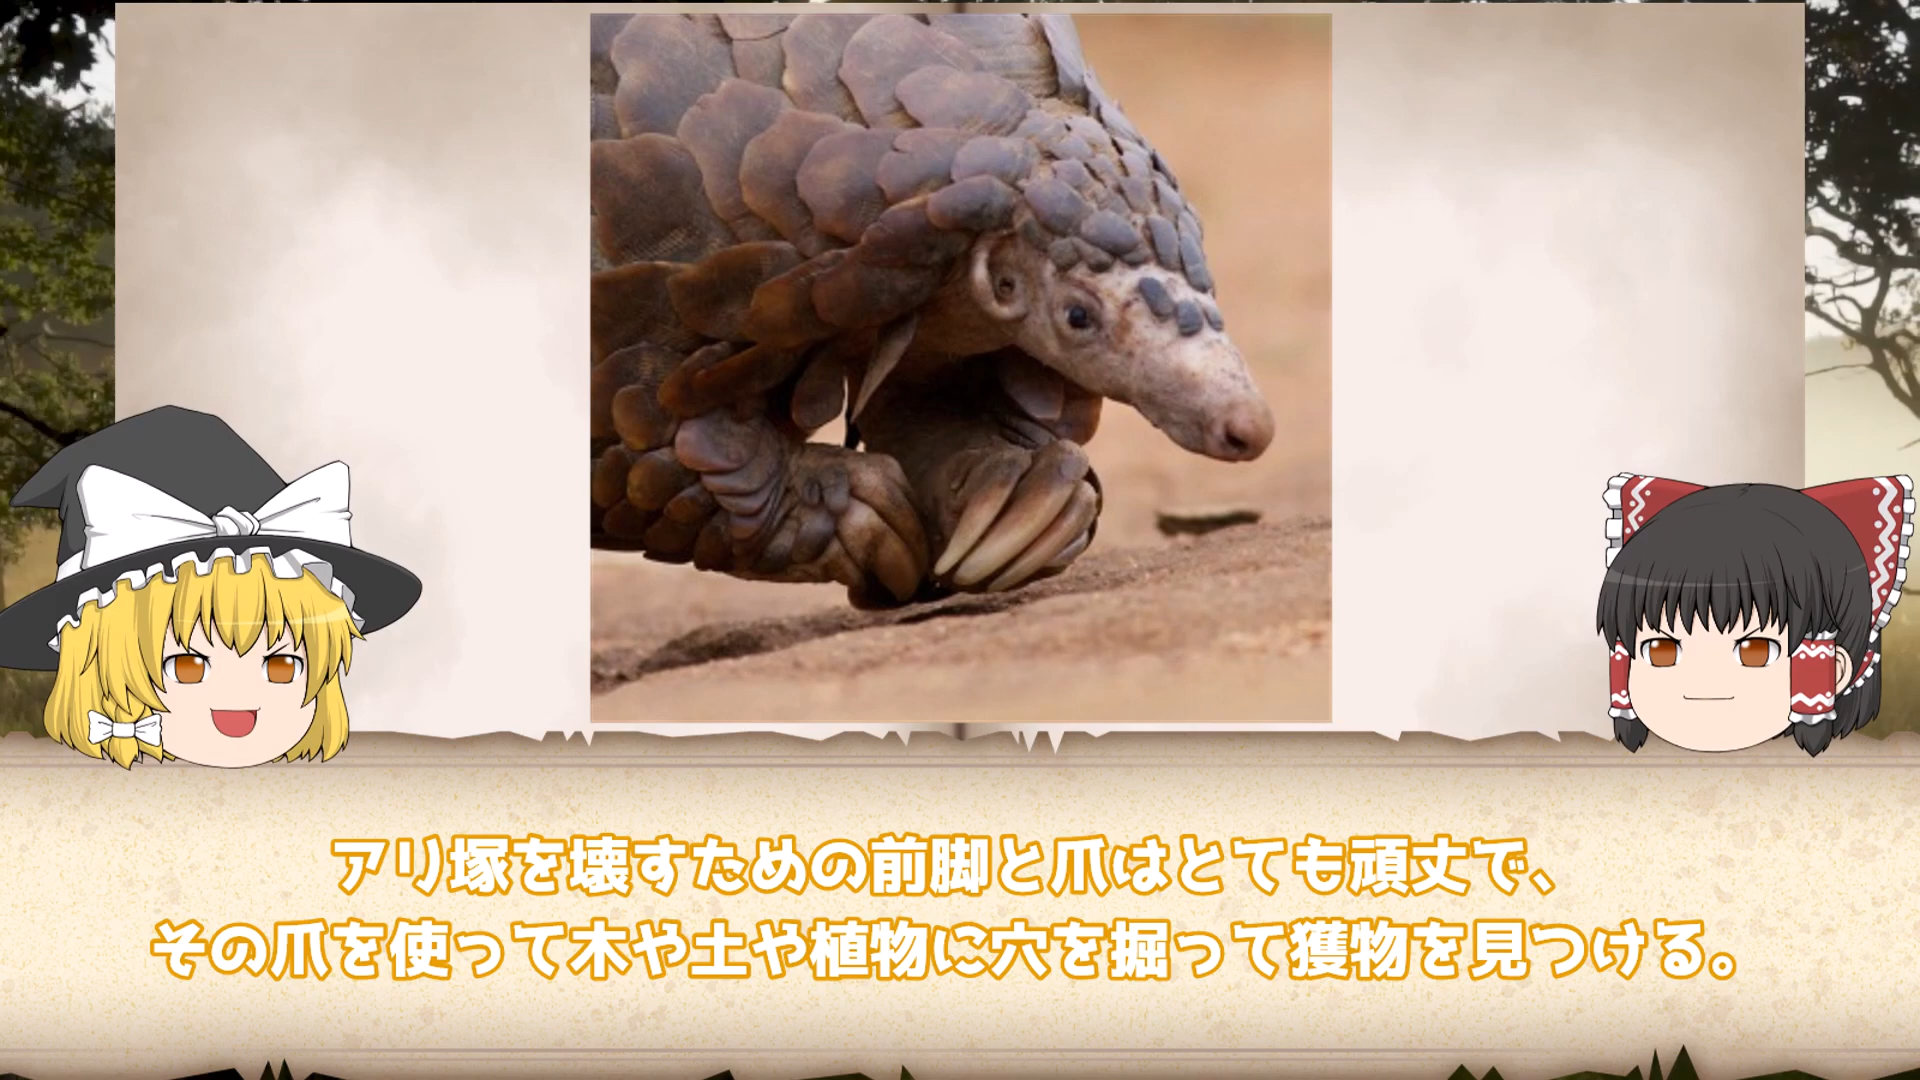 アリ塚を壊すための前脚と爪はとても頑丈で、
その爪を使って木や土や植物に穴を掘って獲物を見つける。